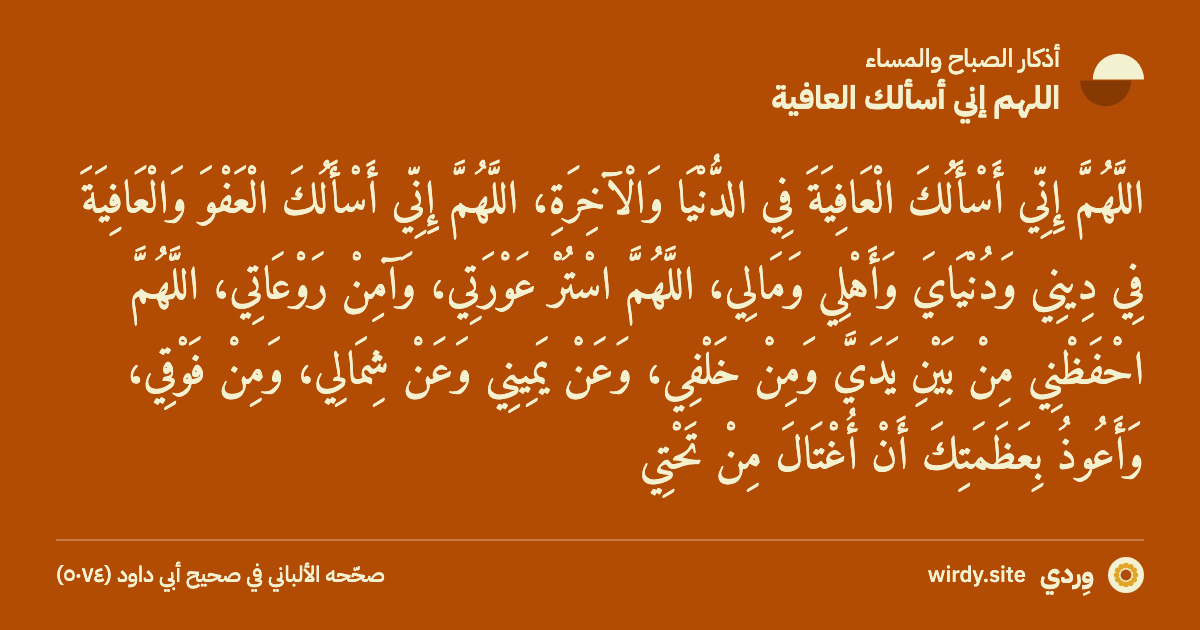 أذكار الصباح والمساء
اللهم إني أسألك العافية
اللَّهُمَّ إِنِّي أَسْأَلُكَ الْعَافِيَةَ فِي الدُّنْيَا وَالْآخِرَةِ، اللَّهُمَّ إِنِّي أَسْأَلُكَ الْعَفْوَ وَالْعَافِيَةَ
فِي دِينِي وَدُنْيَايَ وَأَهْلِي وَمَالِي، اللَّهُمَّ اسْتُرْ عَوْرَتِي، وَآمِنْ رَوْعَاتِي، اللَّهُمَّ
احْفَظْنِي مِنْ بَيْنِ يَدَيَّ وَمِنْ خَلْفِي، وَعَنْ يَمِينِي وَعَنْ شِمَالِي، وَمِنْ فَوْقِي،
وَأَعُوذُ بِعَظَمَتِكَ أَنْ أُغْتَالَ مِنْ تَحْتِي
وِردي wirdy.site
صحّحه الألباني في صحيح أبي داود (٥٠٧٤)